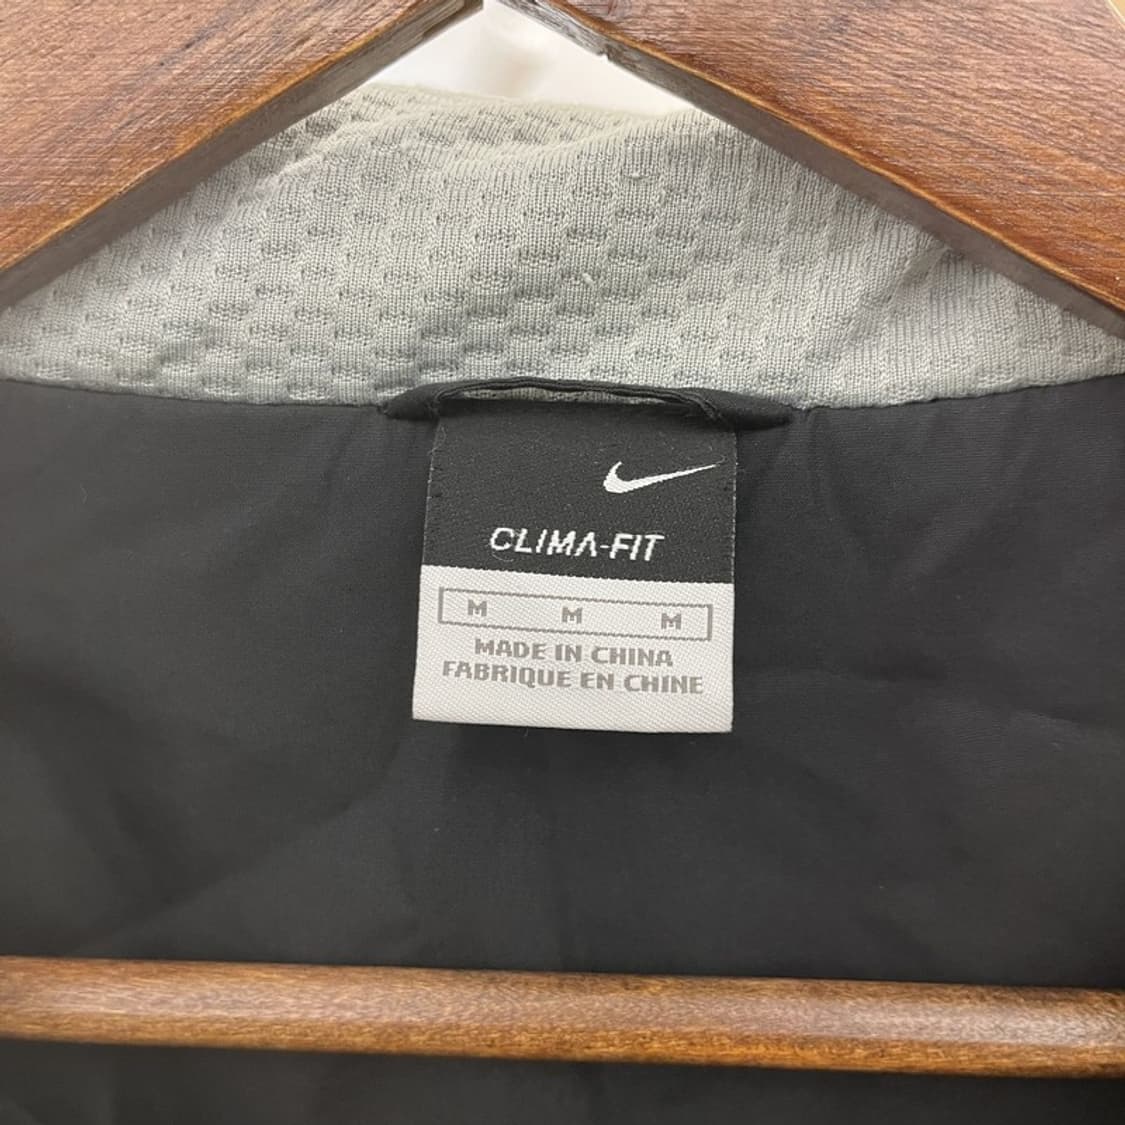 CLIMA-FIT
M M M
MADE IN CHINA
FABRIQUE EN CHINE